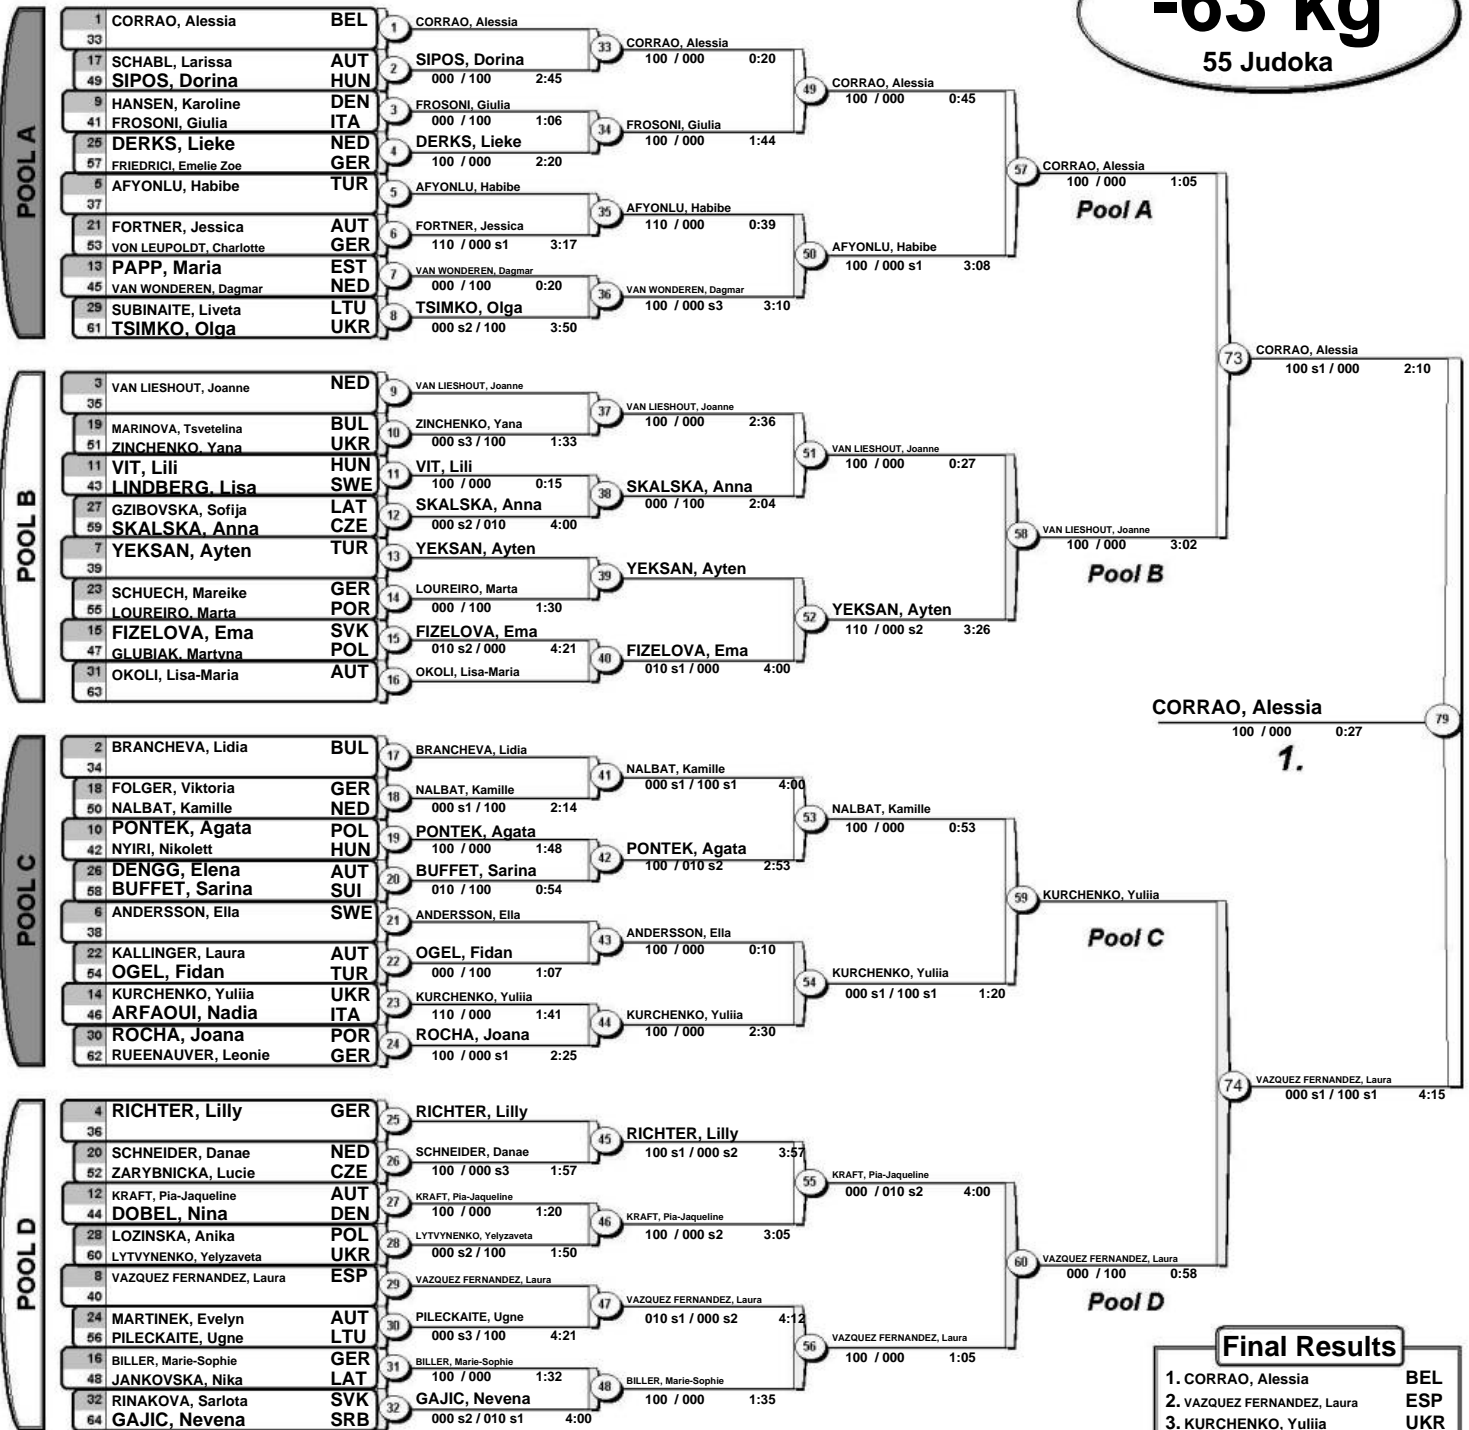 -63 kg
55 Judoka
POOL A
1 CORRAO, Alessia BEL
33
17 SCHABL, Larissa AUT
49 SIPOS, Dorina HUN
9 HANSEN, Karoline DEN
41 FROSONI, Giulia ITA
25 DERKS, Lieke NED
57 FRIEDRICI, Emelie Zoe GER
5 AFYONLU, Habibe TUR
37
21 FORTNER, Jessica AUT
53 VON LEUPOLDT, Charlotte GER
13 PAPP, Maria EST
45 VAN WONDEREN, Dagmar NED
29 SUBINAITE, Liveta LTU
61 TSIMKO, Olga UKR
1 CORRAO, Alessia
2 SIPOS, Dorina
000 / 100 2:45
3 FROSONI, Giulia
000 / 100 1:06
4 DERKS, Lieke
100 / 000 2:20
5 AFYONLU, Habibe
6 FORTNER, Jessica
110 / 000 s1 3:17
7 VAN WONDEREN, Dagmar
000 / 100 0:20
8 TSIMKO, Olga
000 s2 / 100 3:50
33 CORRAO, Alessia
100 / 000 0:20
34 FROSONI, Giulia
100 / 000 1:44
35 AFYONLU, Habibe
110 / 000 0:39
36 VAN WONDEREN, Dagmar
100 / 000 s3 3:10
49 CORRAO, Alessia
100 / 000 0:45
50 AFYONLU, Habibe
100 / 000 s1 3:08
57 CORRAO, Alessia
100 / 000 1:05
Pool A
POOL B
3 VAN LIESHOUT, Joanne NED
35
19 MARINOVA, Tsvetelina BUL
51 ZINCHENKO, Yana UKR
11 VIT, Lili HUN
43 LINDBERG, Lisa SWE
27 GZIBOVSKA, Sofija LAT
59 SKALSKA, Anna CZE
7 YEKSAN, Ayten TUR
39
23 SCHUECH, Mareike GER
55 LOUREIRO, Marta POR
15 FIZELOVA, Ema SVK
47 GLUBIAK, Martyna POL
31 OKOLI, Lisa-Maria AUT
63
9 VAN LIESHOUT, Joanne
10 ZINCHENKO, Yana
000 s3 / 100 1:33
11 VIT, Lili
100 / 000 0:15
12 SKALSKA, Anna
000 s2 / 010 4:00
13 YEKSAN, Ayten
14 LOUREIRO, Marta
000 / 100 1:30
15 FIZELOVA, Ema
010 s2 / 000 4:21
16 OKOLI, Lisa-Maria
37 VAN LIESHOUT, Joanne
100 / 000 2:36
38 SKALSKA, Anna
000 / 100 2:04
39 YEKSAN, Ayten
40 FIZELOVA, Ema
010 s1 / 000 4:00
51 VAN LIESHOUT, Joanne
100 / 000 0:27
52 YEKSAN, Ayten
110 / 000 s2 3:26
58 VAN LIESHOUT, Joanne
100 / 000 3:02
Pool B
73 CORRAO, Alessia
100 s1 / 000 2:10
CORRAO, Alessia 79
100 / 000 0:27
1.
POOL C
2 BRANCHEVA, Lidia BUL
34
18 FOLGER, Viktoria GER
50 NALBAT, Kamille NED
10 PONTEK, Agata POL
42 NYIRI, Nikolett HUN
26 DENGG, Elena AUT
58 BUFFET, Sarina SUI
6 ANDERSSON, Ella SWE
38
22 KALLINGER, Laura AUT
54 OGEL, Fidan TUR
14 KURCHENKO, Yuliia UKR
46 ARFAOUI, Nadia ITA
30 ROCHA, Joana POR
62 RUEENAUVER, Leonie GER
17 BRANCHEVA, Lidia
18 NALBAT, Kamille
000 s1 / 100 2:14
19 PONTEK, Agata
100 / 000 1:48
20 BUFFET, Sarina
010 / 100 0:54
21 ANDERSSON, Ella
22 OGEL, Fidan
000 / 100 1:07
23 KURCHENKO, Yuliia
110 / 000 1:41
24 ROCHA, Joana
100 / 000 s1 2:25
41 NALBAT, Kamille
000 s1 / 100 s1 4:00
42 PONTEK, Agata
100 / 010 s2 2:53
43 ANDERSSON, Ella
100 / 000 0:10
44 KURCHENKO, Yuliia
100 / 000 2:30
53 NALBAT, Kamille
100 / 000 0:53
54 KURCHENKO, Yuliia
000 s1 / 100 s1 1:20
59 KURCHENKO, Yuliia
Pool C
POOL D
4 RICHTER, Lilly GER
36
20 SCHNEIDER, Danae NED
52 ZARYBNICKA, Lucie CZE
12 KRAFT, Pia-Jaqueline AUT
44 DOBEL, Nina DEN
28 LOZINSKA, Anika POL
60 LYTVYNENKO, Yelyzaveta UKR
8 VAZQUEZ FERNANDEZ, Laura ESP
40
24 MARTINEK, Evelyn AUT
56 PILECKAITE, Ugne LTU
16 BILLER, Marie-Sophie GER
48 JANKOVSKA, Nika LAT
32 RINAKOVA, Sarlota SVK
64 GAJIC, Nevena SRB
25 RICHTER, Lilly
26 SCHNEIDER, Danae
100 / 000 s3 1:57
27 KRAFT, Pia-Jaqueline
100 / 000 1:20
28 LYTVYNENKO, Yelyzaveta
000 s2 / 100 1:50
29 VAZQUEZ FERNANDEZ, Laura
30 PILECKAITE, Ugne
000 s3 / 100 4:21
31 BILLER, Marie-Sophie
100 / 000 1:32
32 GAJIC, Nevena
000 s2 / 010 s1 4:00
45 RICHTER, Lilly
100 s1 / 000 s2 3:57
46 KRAFT, Pia-Jaqueline
100 / 000 s2 3:05
47 VAZQUEZ FERNANDEZ, Laura
010 s1 / 000 s2 4:12
48 BILLER, Marie-Sophie
100 / 000 1:35
55 KRAFT, Pia-Jaqueline
000 / 010 s2 4:00
56 VAZQUEZ FERNANDEZ, Laura
100 / 000 1:05
60 VAZQUEZ FERNANDEZ, Laura
000 / 100 0:58
Pool D
74 VAZQUEZ FERNANDEZ, Laura
000 s1 / 100 s1 4:15
Final Results
1. CORRAO, Alessia BEL
2. VAZQUEZ FERNANDEZ, Laura ESP
3. KURCHENKO, Yuliia UKR